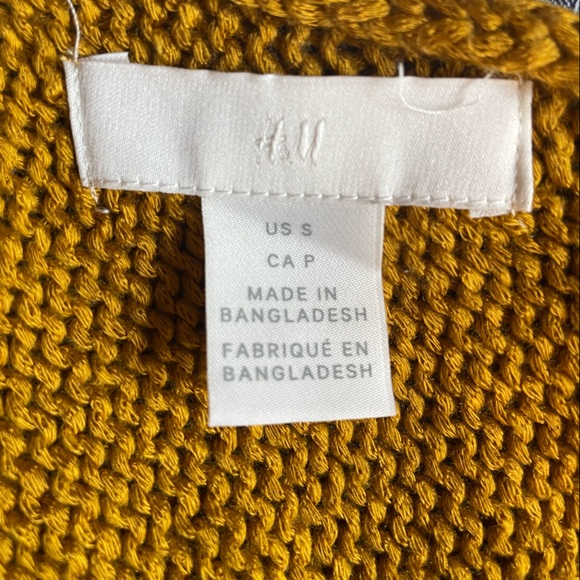 H&M
US S
CA P
MADE IN
BANGLADESH
FABRIQUÉ EN
BANGLADESH